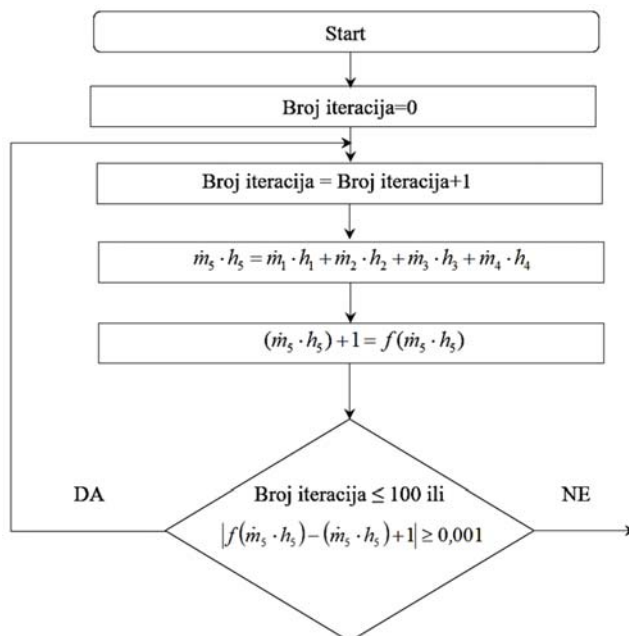 Start
Broj iteracija=0
Broj iteracija = Broj iteracija+1
ṁ₅ · h₅ = ṁ₁ · h₁ + ṁ₂ · h₂ + ṁ₃ · h₃ + ṁ₄ · h₄
(ṁ₅ · h₅) + 1 = f(ṁ₅ · h₅)
DA
Broj iteracija ≤ 100 ili
NE
|f(ṁ₅ · h₅) − (ṁ₅ · h₅) + 1| ≥ 0,001